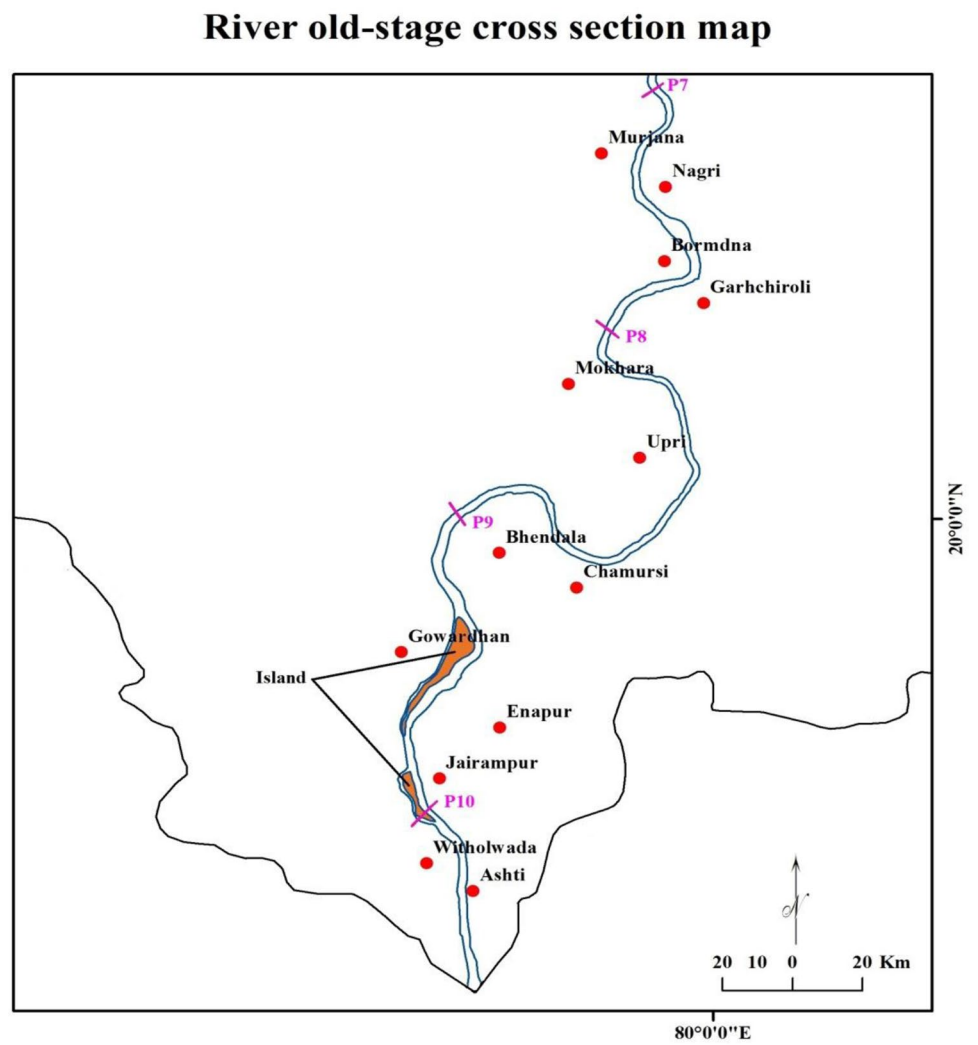 River old-stage cross section map
P7
Murjana
Nagri
Bormdna
Garhchiroli
P8
Mokhara
Upri
P9
20°0'0"N
Bhendala
Chamursi
Gowardhan
Island
Enapur
Jairampur
P10
Witholwada
Ashti
N
20 10 0 20 Km
80°0'0"E